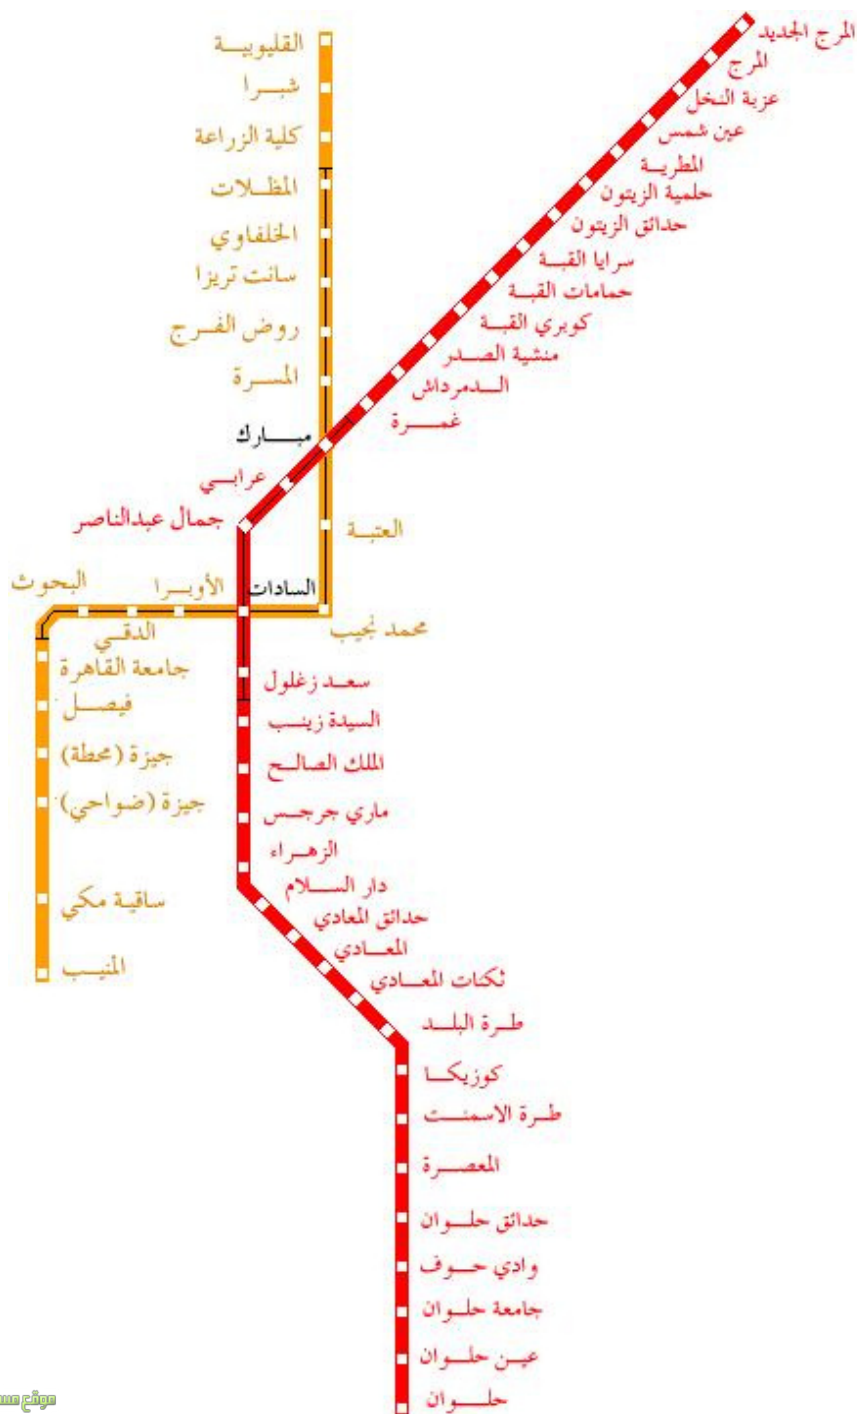 القليوبية
شبرا
كلية الزراعة
المظلات
الخلفاوي
سانت تريزا
روض الفرج
المسرة
مبارك
العتبة
محمد نجيب
السادات
الأوبرا
الدقي
البحوث
جامعة القاهرة
فيصل
جيزة (محطة)
جيزة (ضواحي)
ساقية مكي
المنيب
المرج الجديد
المرج
عزبة النخل
عين شمس
المطرية
حلمية الزيتون
حدائق الزيتون
سرايا القبة
حمامات القبة
كوبري القبة
منشية الصدر
الدمرداش
غمرة
عرابي
جمال عبدالناصر
سعد زغلول
السيدة زينب
الملك الصالح
ماري جرجس
الزهراء
دار السلام
حدائق المعادي
المعادي
ثكنات المعادي
طرة البلد
كوزيكا
طرة الاسمنت
المعصرة
حدائق حلوان
وادي حوف
جامعة حلوان
عين حلوان
حلوان
موقع